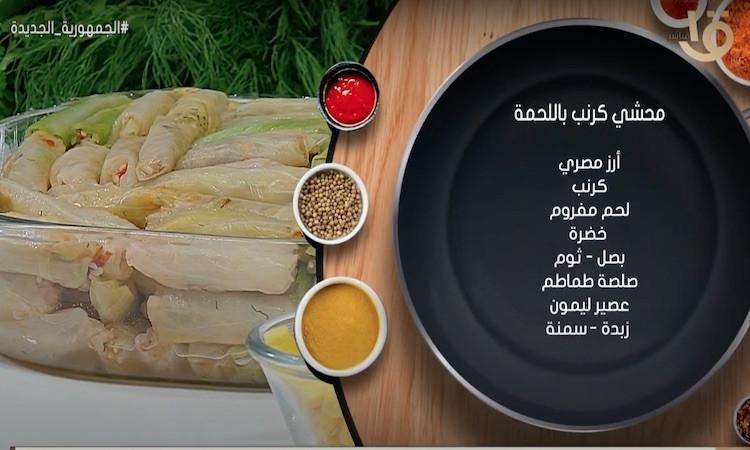 #الجمهورية_الجديدة
محشي كرنب باللحمة
أرز مصري
كرنب
لحم مفروم
خضرة
بصل - ثوم
صلصة طماطم
عصير ليمون
زبدة - سمنة